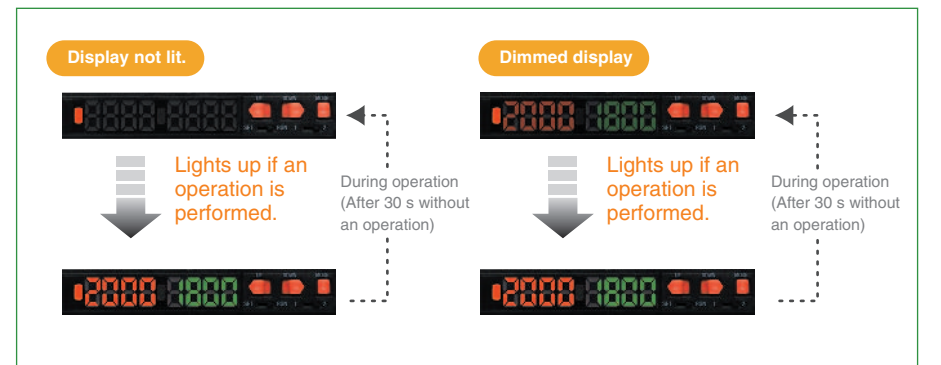 Display not lit.
Dimmed display
Lights up if an
operation is
performed.
During operation
(After 30 s without
an operation)
2000 1800
2000 1800
Lights up if an
operation is
performed.
During operation
(After 30 s without
an operation)
2000 1800